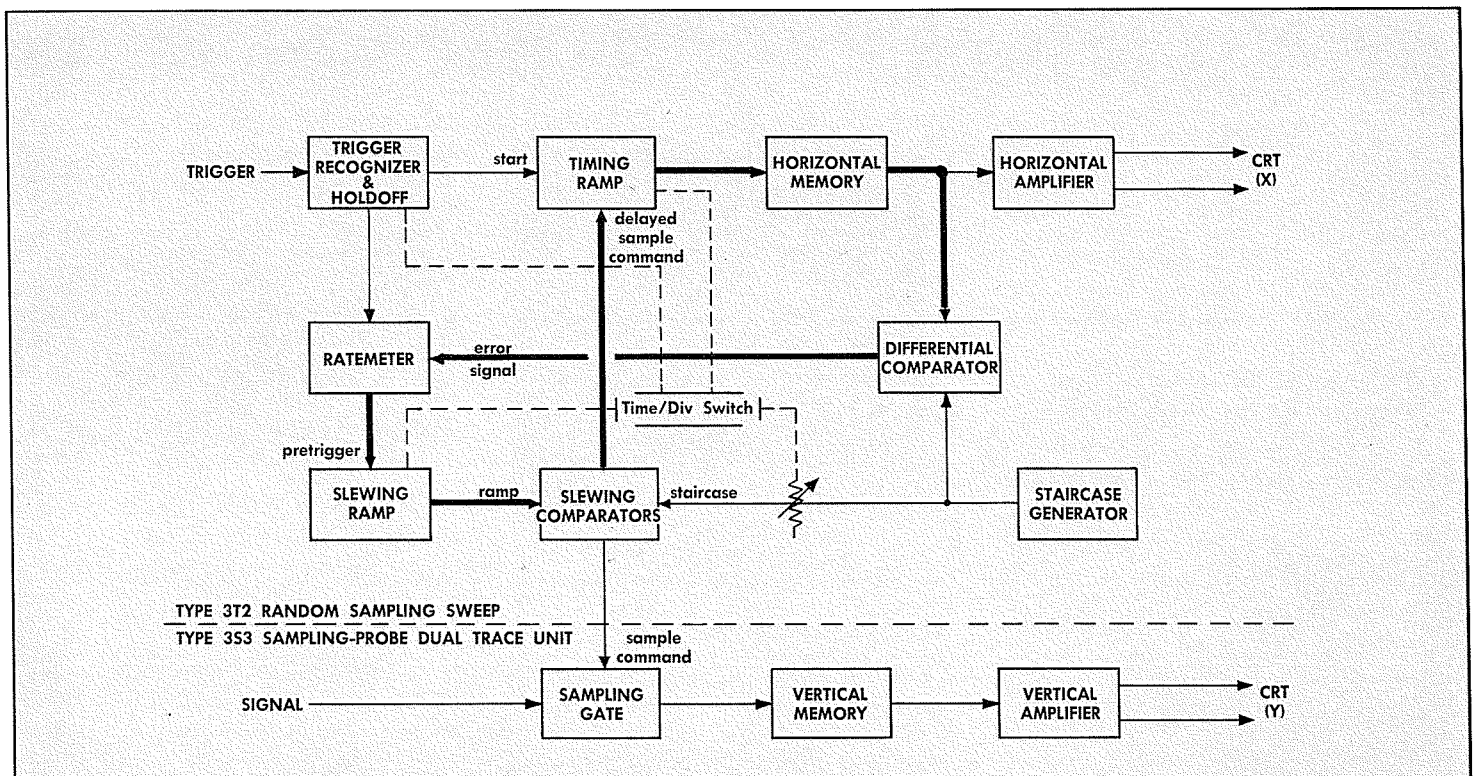 TRIGGER
TRIGGER
RECOGNIZER
&
HOLDOFF
start
TIMING
RAMP
HORIZONTAL
MEMORY
HORIZONTAL
AMPLIFIER
CRT
(X)
delayed
sample
command
RATEMETER
error
signal
DIFFERENTIAL
COMPARATOR
Time/Div Switch
pretrigger
SLEWING
RAMP
ramp
SLEWING
COMPARATORS
staircase
STAIRCASE
GENERATOR
TYPE 3T2 RANDOM SAMPLING SWEEP
TYPE 3S3 SAMPLING-PROBE DUAL TRACE UNIT
sample
command
SIGNAL
SAMPLING
GATE
VERTICAL
MEMORY
VERTICAL
AMPLIFIER
CRT
(Y)